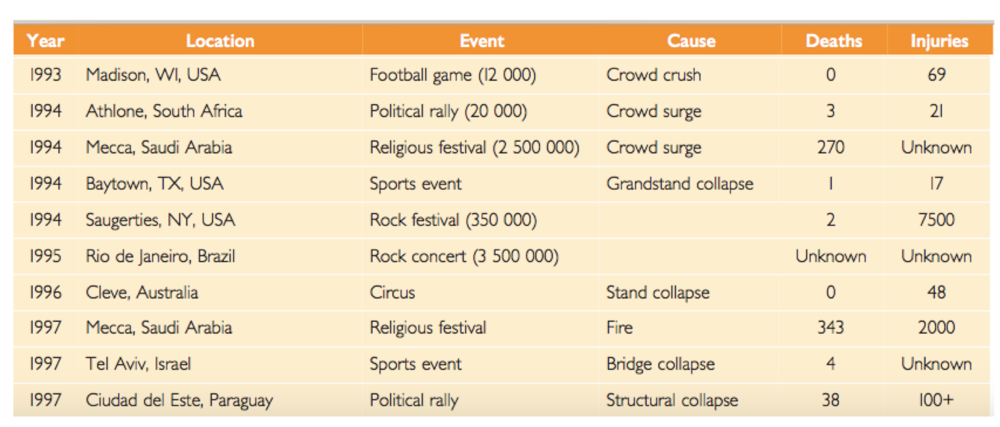 Year Location Event Cause Deaths Injuries
1993 Madison, WI, USA Football game (12 000) Crowd crush 0 69
1994 Athlone, South Africa Political rally (20 000) Crowd surge 3 21
1994 Mecca, Saudi Arabia Religious festival (2 500 000) Crowd surge 270 Unknown
1994 Baytown, TX, USA Sports event Grandstand collapse 1 17
1994 Saugerties, NY, USA Rock festival (350 000) 2 7500
1995 Rio de Janeiro, Brazil Rock concert (3 500 000) Unknown Unknown
1996 Cleve, Australia Circus Stand collapse 0 48
1997 Mecca, Saudi Arabia Religious festival Fire 343 2000
1997 Tel Aviv, Israel Sports event Bridge collapse 4 Unknown
1997 Ciudad del Este, Paraguay Political rally Structural collapse 38 100+